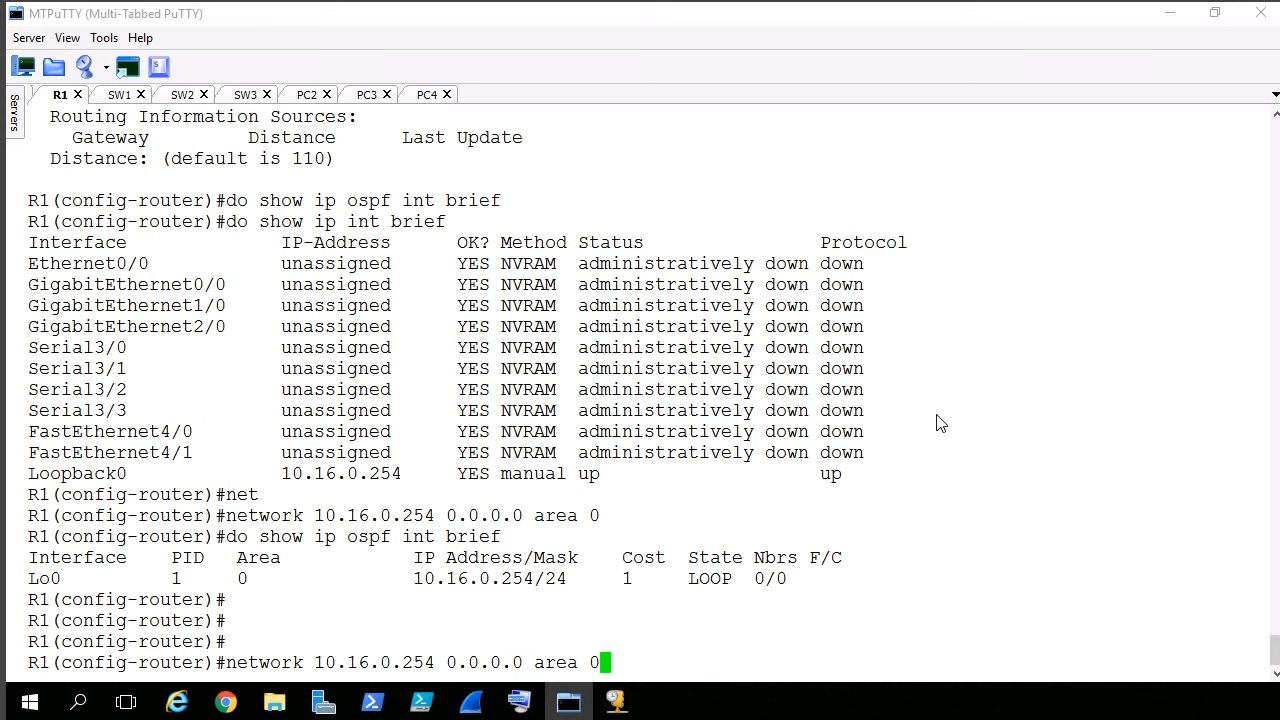 MTPuTTY (Multi-Tabbed PuTTY)
Server View Tools Help
R1 SW1 SW2 SW3 PC2 PC3 PC4
Servers
Routing Information Sources:
Gateway Distance Last Update
Distance: (default is 110)
R1(config-router)#do show ip ospf int brief
R1(config-router)#do show ip int brief
Interface IP-Address OK? Method Status Protocol
Ethernet0/0 unassigned YES NVRAM administratively down down
GigabitEthernet0/0 unassigned YES NVRAM administratively down down
GigabitEthernet1/0 unassigned YES NVRAM administratively down down
GigabitEthernet2/0 unassigned YES NVRAM administratively down down
Serial3/0 unassigned YES NVRAM administratively down down
Serial3/1 unassigned YES NVRAM administratively down down
Serial3/2 unassigned YES NVRAM administratively down down
Serial3/3 unassigned YES NVRAM administratively down down
FastEthernet4/0 unassigned YES NVRAM administratively down down
FastEthernet4/1 unassigned YES NVRAM administratively down down
Loopback0 10.16.0.254 YES manual up up
R1(config-router)#net
R1(config-router)#network 10.16.0.254 0.0.0.0 area 0
R1(config-router)#do show ip ospf int brief
Interface PID Area IP Address/Mask Cost State Nbrs F/C
Lo0 1 0 10.16.0.254/24 1 LOOP 0/0
R1(config-router)#
R1(config-router)#
R1(config-router)#
R1(config-router)#network 10.16.0.254 0.0.0.0 area 0